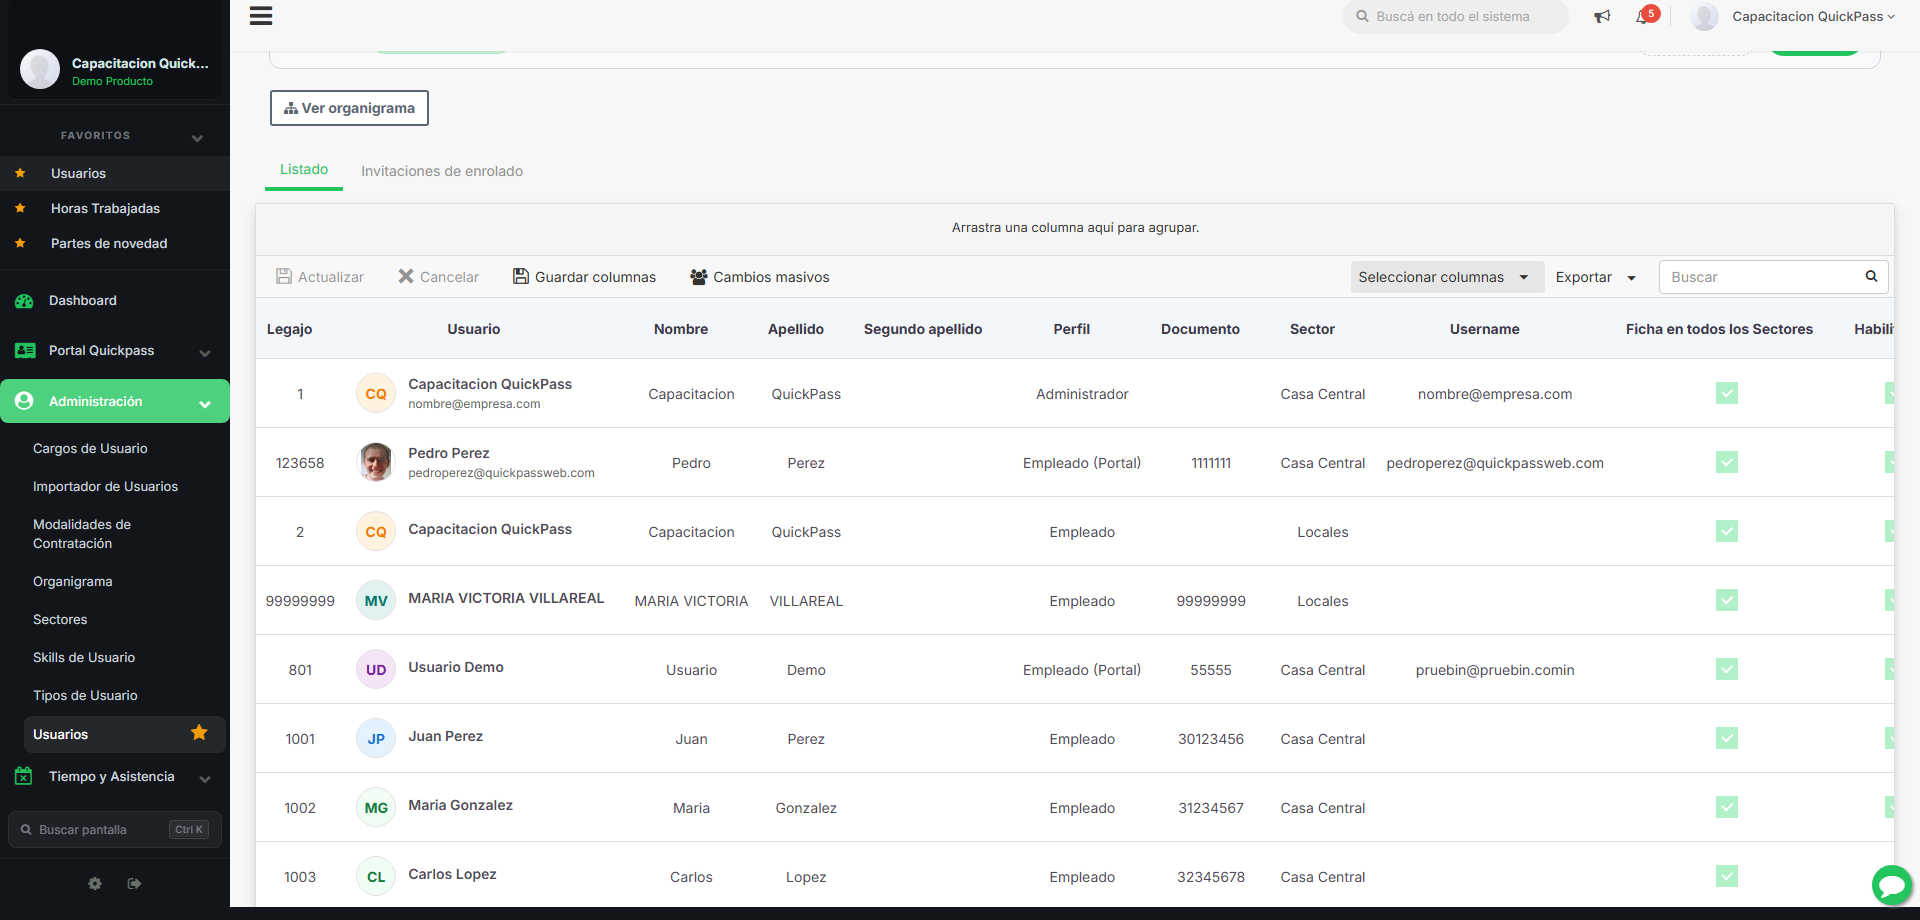 Capacitacion Quick...
Demo Producto
FAVORITOS
Usuarios
Horas Trabajadas
Partes de novedad
Dashboard
Portal Quickpass
Administración
Cargos de Usuario
Importador de Usuarios
Modalidades de
Contratación
Organigrama
Sectores
Skills de Usuario
Tipos de Usuario
Usuarios
Tiempo y Asistencia
Buscar pantalla Ctrl K
Buscá en todo el sistema 5 Capacitacion QuickPass
Ver organigrama
Listado Invitaciones de enrolado
Arrastra una columna aquí para agrupar.
Actualizar Cancelar Guardar columnas Cambios masivos Seleccionar columnas Exportar Buscar
Legajo Usuario Nombre Apellido Segundo apellido Perfil Documento Sector Username Ficha en todos los Sectores Habili
1 CQ Capacitacion QuickPass Capacitacion QuickPass Administrador Casa Central nombre@empresa.com
nombre@empresa.com
123658 Pedro Perez Pedro Perez Empleado (Portal) 1111111 Casa Central pedroperez@quickpassweb.com
pedroperez@quickpassweb.com
2 CQ Capacitacion QuickPass Capacitacion QuickPass Empleado Locales
99999999 MV MARIA VICTORIA VILLAREAL MARIA VICTORIA VILLAREAL Empleado 99999999 Locales
801 UD Usuario Demo Usuario Demo Empleado (Portal) 55555 Casa Central pruebin@pruebin.comin
1001 JP Juan Perez Juan Perez Empleado 30123456 Casa Central
1002 MG Maria Gonzalez Maria Gonzalez Empleado 31234567 Casa Central
1003 CL Carlos Lopez Carlos Lopez Empleado 32345678 Casa Central